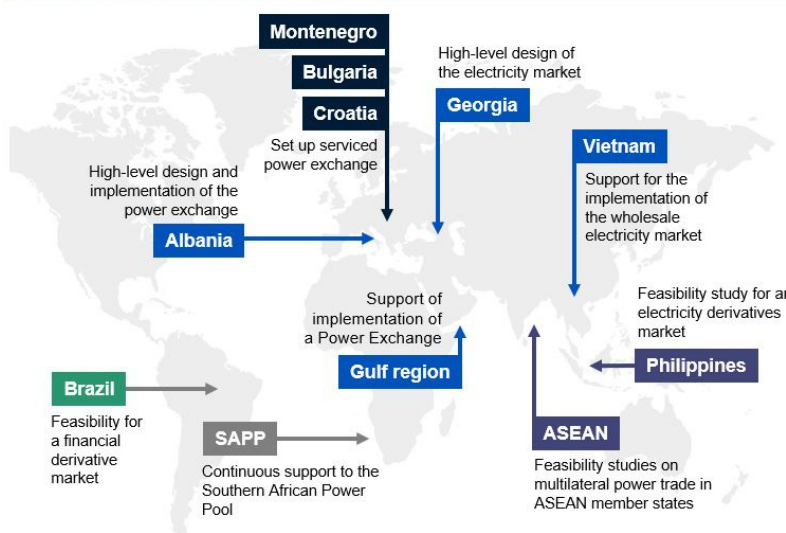 Montenegro
Bulgaria
Croatia
Set up serviced
power exchange
High-level design of
the electricity market
Georgia
Vietnam
Support for the
implementation of
the wholesale
electricity market
High-level design and
implementation of the
power exchange
Albania
Support of
implementation of
a Power Exchange
Gulf region
Feasibility study for an
electricity derivatives
market
Philippines
Brazil
Feasibility for
a financial
derivative
market
SAPP
Continuous support to the
Southern African Power
Pool
ASEAN
Feasibility studies on
multilateral power trade in
ASEAN member states